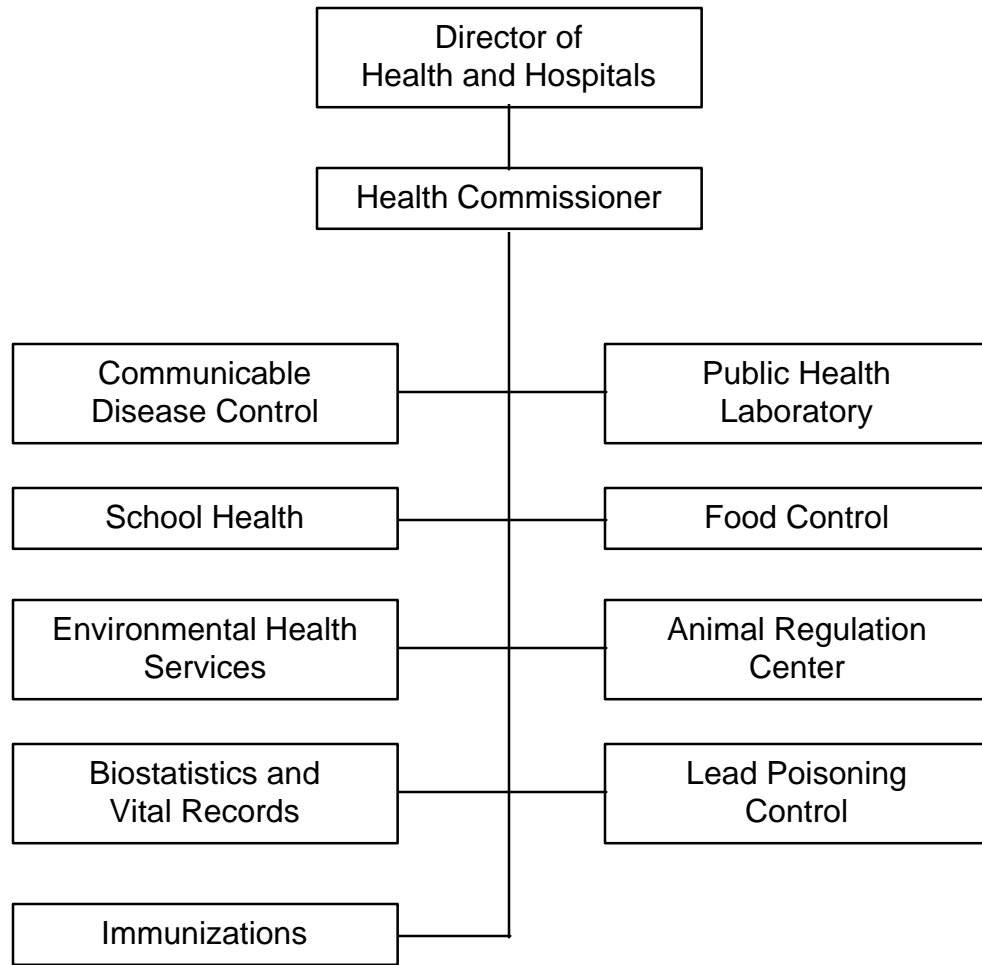 Director of
Health and Hospitals
Health Commissioner
Communicable
Disease Control
Public Health
Laboratory
School Health
Food Control
Environmental Health
Services
Animal Regulation
Center
Biostatistics and
Vital Records
Lead Poisoning
Control
Immunizations